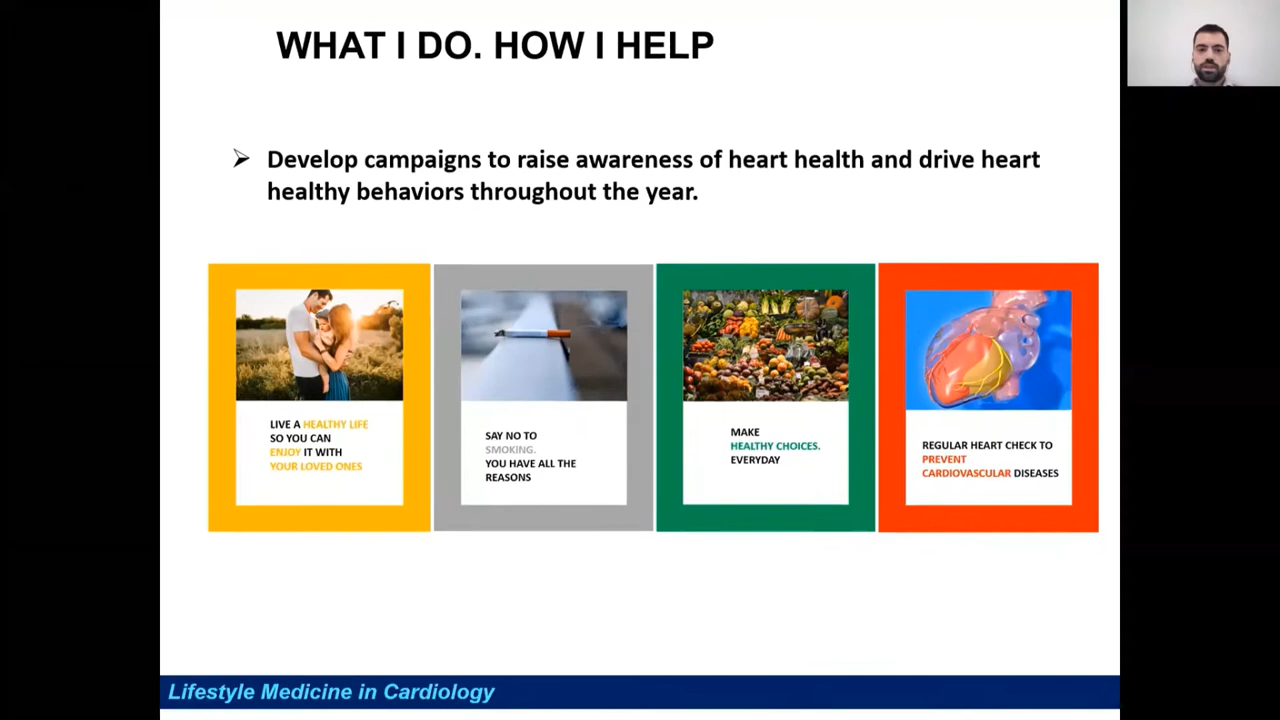 WHAT I DO. HOW I HELP
Develop campaigns to raise awareness of heart health and drive heart
healthy behaviors throughout the year.
LIVE A HEALTHY LIFE
SO YOU CAN
ENJOY IT WITH
YOUR LOVED ONES
SAY NO TO
SMOKING.
YOU HAVE ALL THE
REASONS
MAKE
HEALTHY CHOICES.
EVERYDAY
REGULAR HEART CHECK TO
PREVENT
CARDIOVASCULAR DISEASES
Lifestyle Medicine in Cardiology